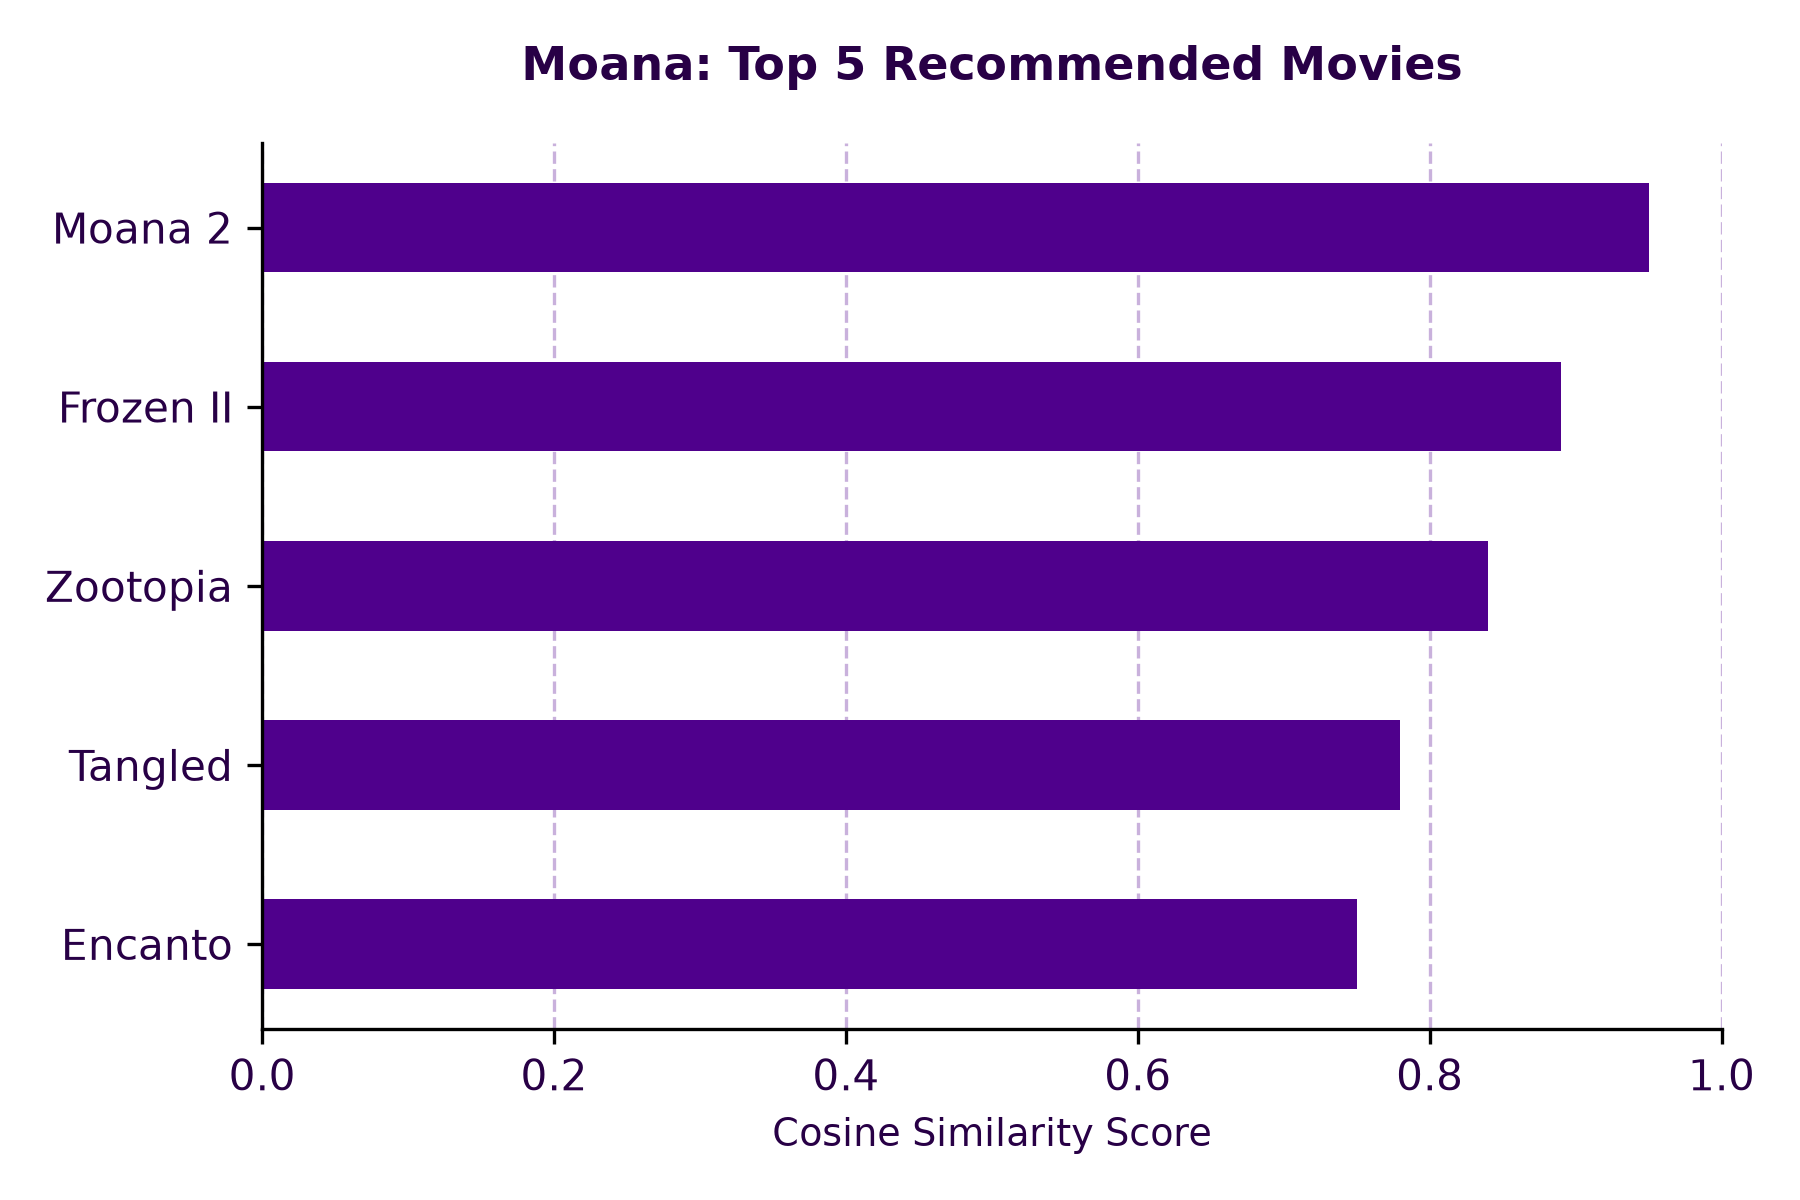 Moana: Top 5 Recommended Movies
Moana 2
Frozen II
Zootopia
Tangled
Encanto
0.0 0.2 0.4 0.6 0.8 1.0
Cosine Similarity Score